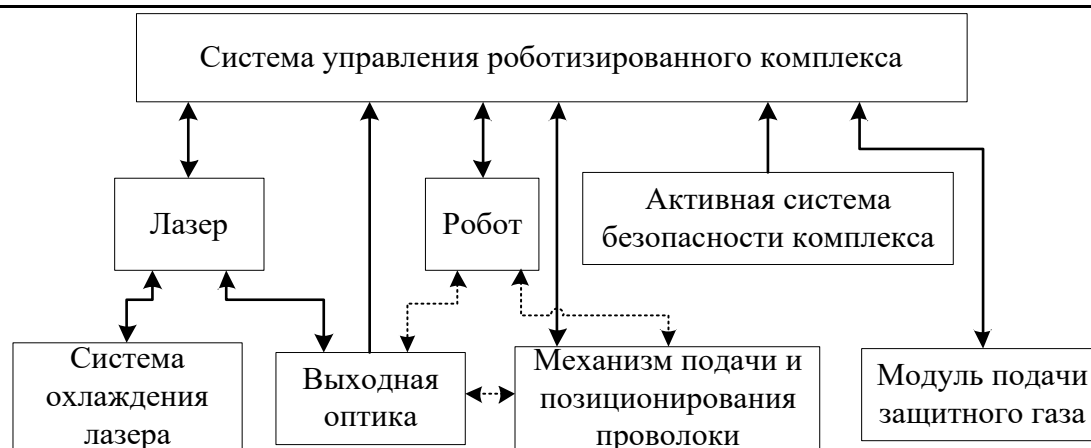 Система управления роботизированного комплекса
Лазер
Робот
Активная система
безопасности комплекса
Система
охлаждения
лазера
Выходная
оптика
Механизм подачи и
позиционирования
проволоки
Модуль подачи
защитного газа